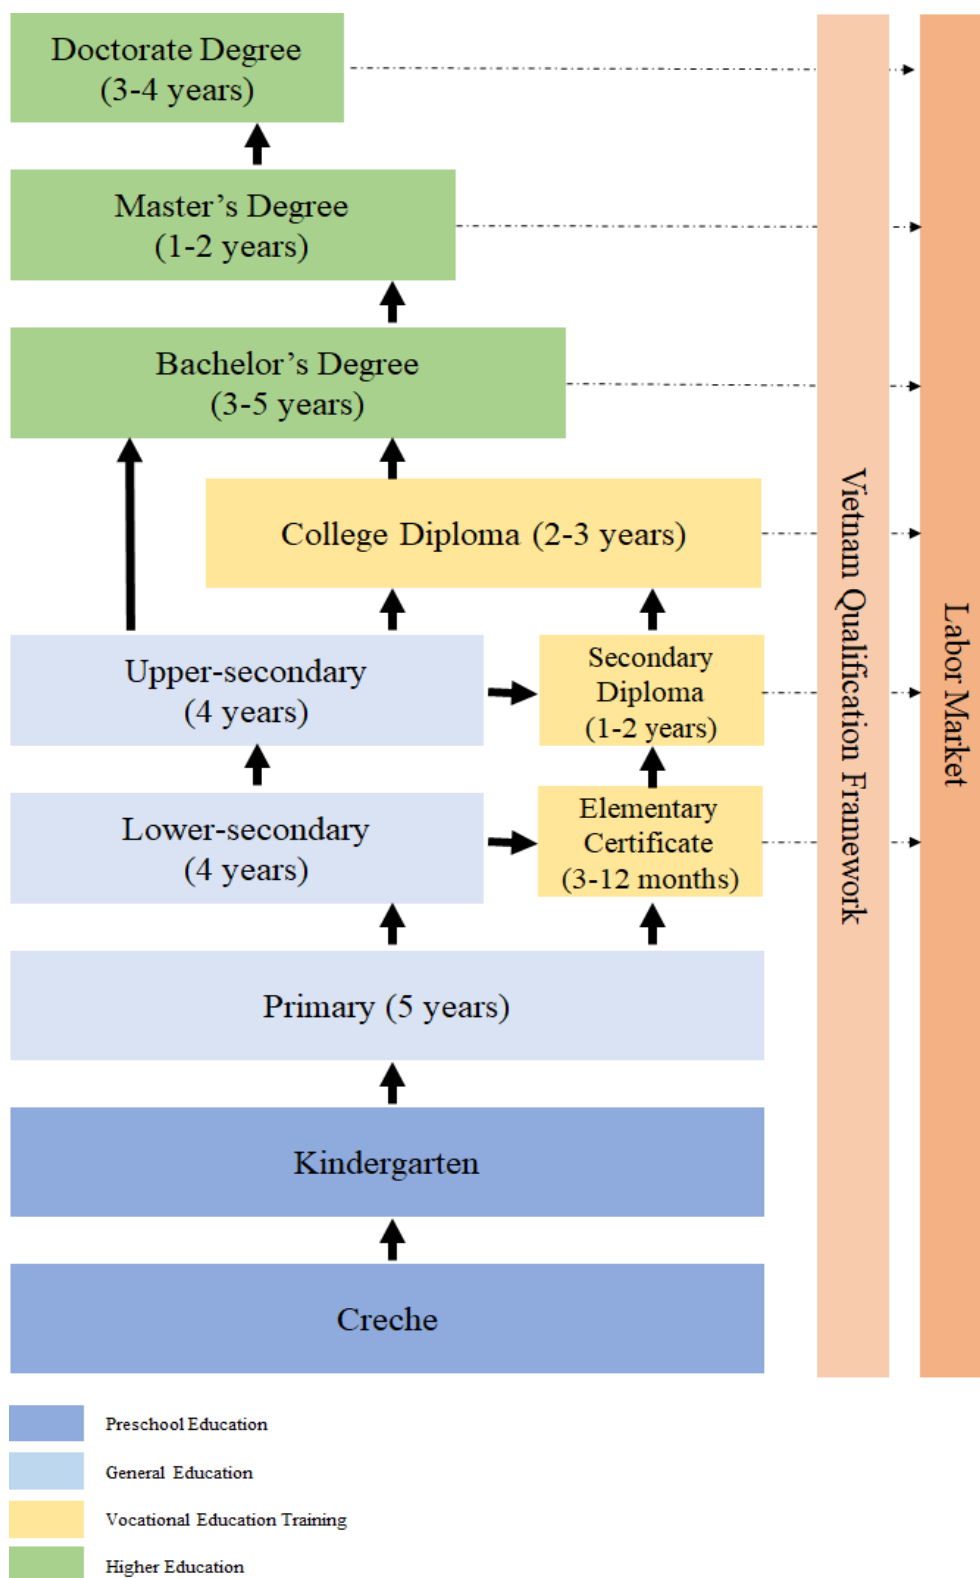 Doctorate Degree
(3-4 years)
Master’s Degree
(1-2 years)
Bachelor’s Degree
(3-5 years)
College Diploma (2-3 years)
Upper-secondary
(4 years)
Secondary
Diploma
(1-2 years)
Lower-secondary
(4 years)
Elementary
Certificate
(3-12 months)
Primary (5 years)
Kindergarten
Creche
Vietnam Qualification Framework
Labor Market
Preschool Education
General Education
Vocational Education Training
Higher Education